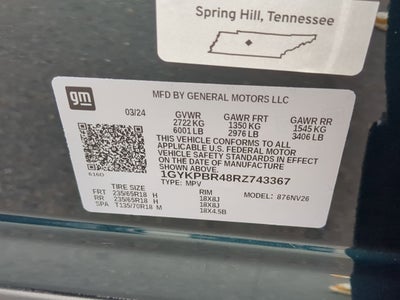 Spring Hill, Tennessee
gm
MFD BY GENERAL MOTORS LLC
03/24
GVWR GAWR FRT GAWR RR
2722 KG 1350 KG 1545 KG
6001 LB 2976 LB 3406 LB
THIS VEHICLE CONFORMS TO ALL
APPLICABLE U.S. FEDERAL MOTOR
VEHICLE SAFETY STANDARDS IN EFFECT
ON THE DATE OF MANUFACTURE
SHOWN ABOVE.
1GYKPBR48RZ743367
TYPE: MPV
616D
TIRE SIZE RIM MODEL: 876NV26
FRT 235/65R18 H 18X8J
RR 235/65R18 H 18X8J
SPA T135/70R18 M 18X4.5B